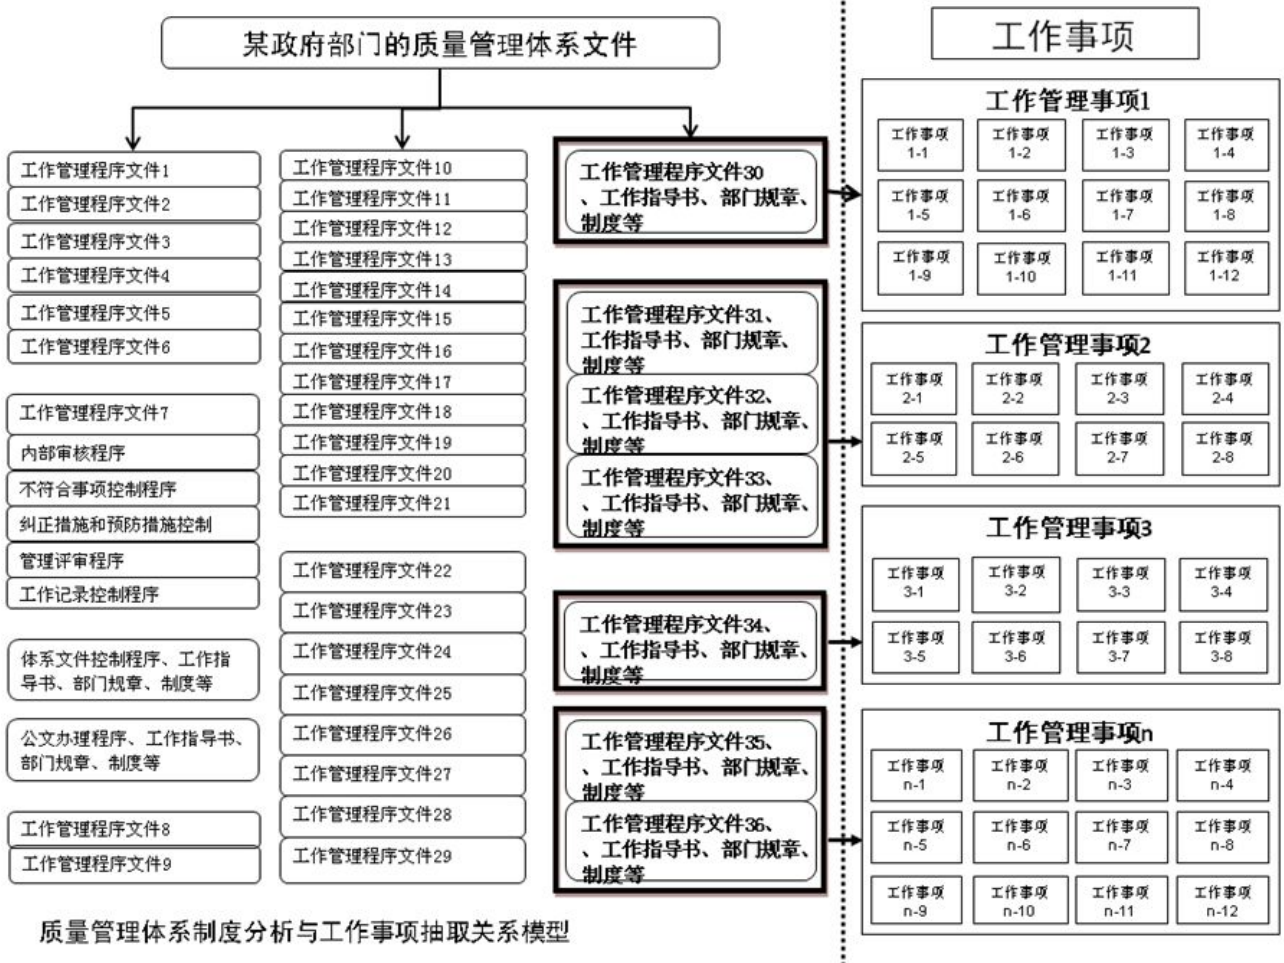 某政府部门的质量管理体系文件
工作管理程序文件1
工作管理程序文件2
工作管理程序文件3
工作管理程序文件4
工作管理程序文件5
工作管理程序文件6
工作管理程序文件7
内部审核程序
不符合事项控制程序
纠正措施和预防措施控制
管理评审程序
工作记录控制程序
体系文件控制程序、工作指
导书、部门规章、制度等
公文办理程序、工作指导书、
部门规章、制度等
工作管理程序文件8
工作管理程序文件9
工作管理程序文件10
工作管理程序文件11
工作管理程序文件12
工作管理程序文件13
工作管理程序文件14
工作管理程序文件15
工作管理程序文件16
工作管理程序文件17
工作管理程序文件18
工作管理程序文件19
工作管理程序文件20
工作管理程序文件21
工作管理程序文件22
工作管理程序文件23
工作管理程序文件24
工作管理程序文件25
工作管理程序文件26
工作管理程序文件27
工作管理程序文件28
工作管理程序文件29
工作管理程序文件30
、工作指导书、部门规章、
制度等
工作管理程序文件31、
工作指导书、部门规章、
制度等
工作管理程序文件32、
、工作指导书、部门规章、
制度等
工作管理程序文件33、
、工作指导书、部门规章、
制度等
工作管理程序文件34、
、工作指导书、部门规章、
制度等
工作管理程序文件35、
、工作指导书、部门规章、
制度等
工作管理程序文件36、
、工作指导书、部门规章、
制度等
工作事项
工作管理事项1
工作事项
1-1
工作事项
1-2
工作事项
1-3
工作事项
1-4
工作事项
1-5
工作事项
1-6
工作事项
1-7
工作事项
1-8
工作事项
1-9
工作事项
1-10
工作事项
1-11
工作事项
1-12
工作管理事项2
工作事项
2-1
工作事项
2-2
工作事项
2-3
工作事项
2-4
工作事项
2-5
工作事项
2-6
工作事项
2-7
工作事项
2-8
工作管理事项3
工作事项
3-1
工作事项
3-2
工作事项
3-3
工作事项
3-4
工作事项
3-5
工作事项
3-6
工作事项
3-7
工作事项
3-8
工作管理事项n
工作事项
n-1
工作事项
n-2
工作事项
n-3
工作事项
n-4
工作事项
n-5
工作事项
n-6
工作事项
n-7
工作事项
n-8
工作事项
n-9
工作事项
n-10
工作事项
n-11
工作事项
n-12
质量管理体系制度分析与工作事项抽取关系模型